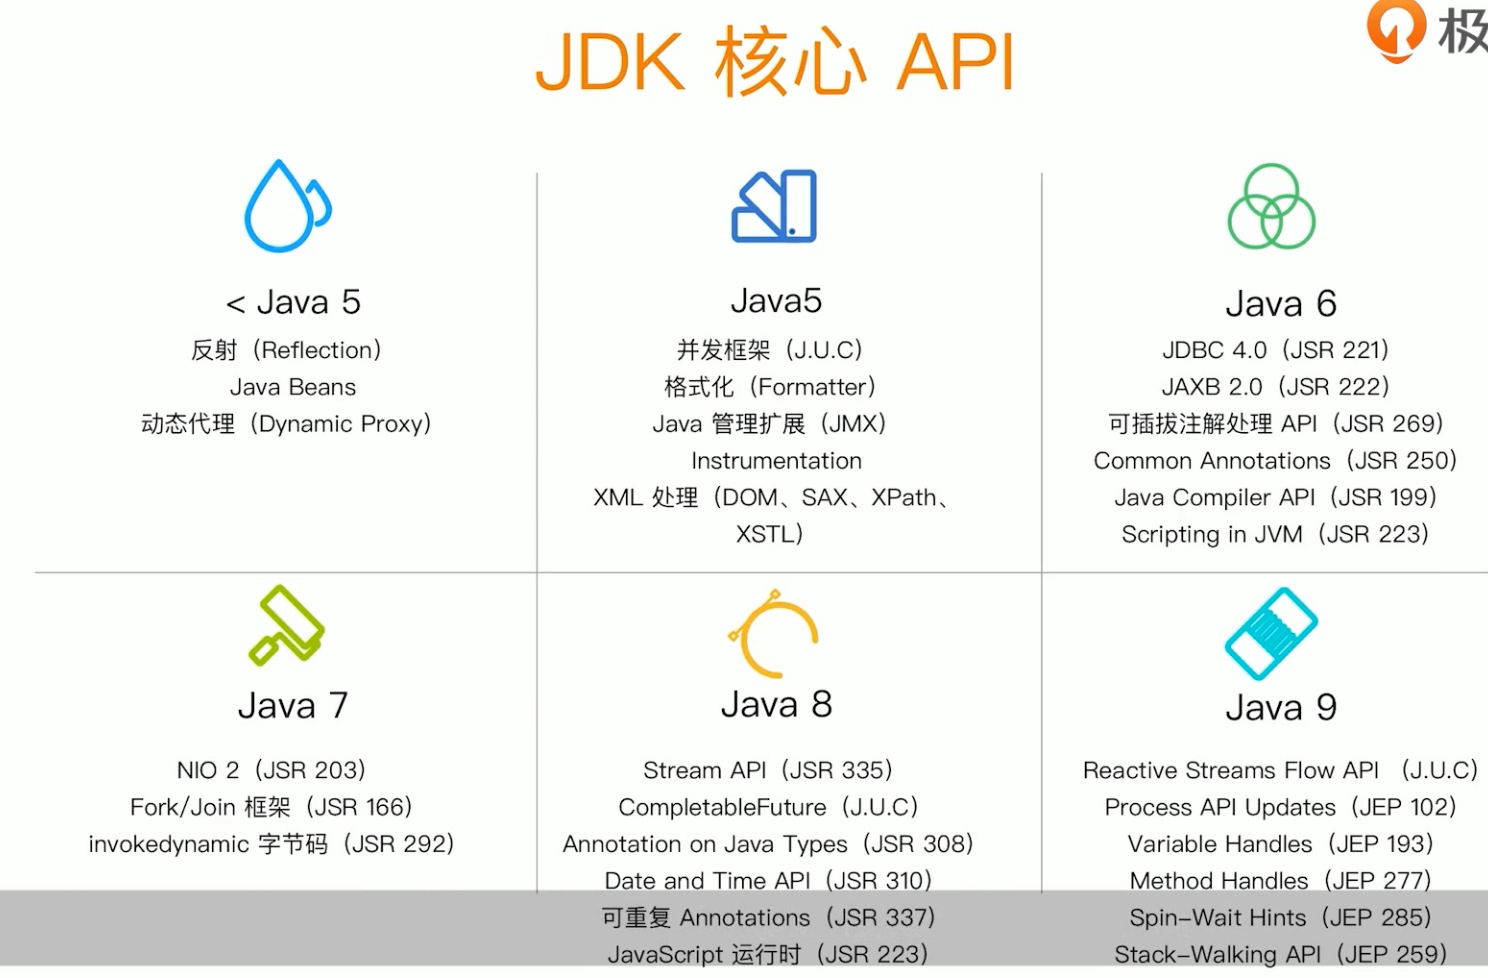 JDK 核心 API
极
< Java 5
反射（Reflection）
Java Beans
动态代理（Dynamic Proxy）
Java5
并发框架（J.U.C）
格式化（Formatter）
Java 管理扩展（JMX）
Instrumentation
XML 处理（DOM、SAX、XPath、
XSTL）
Java 6
JDBC 4.0（JSR 221）
JAXB 2.0（JSR 222）
可插拔注解处理 API（JSR 269）
Common Annotations（JSR 250）
Java Compiler API（JSR 199）
Scripting in JVM（JSR 223）
Java 7
NIO 2（JSR 203）
Fork/Join 框架（JSR 166）
invokedynamic 字节码（JSR 292）
Java 8
Stream API（JSR 335）
CompletableFuture（J.U.C）
Annotation on Java Types（JSR 308）
Date and Time API（JSR 310）
可重复 Annotations（JSR 337）
JavaScript 运行时（JSR 223）
Java 9
Reactive Streams Flow API （J.U.C）
Process API Updates（JEP 102）
Variable Handles（JEP 193）
Method Handles（JEP 277）
Spin-Wait Hints（JEP 285）
Stack-Walking API（JEP 259）